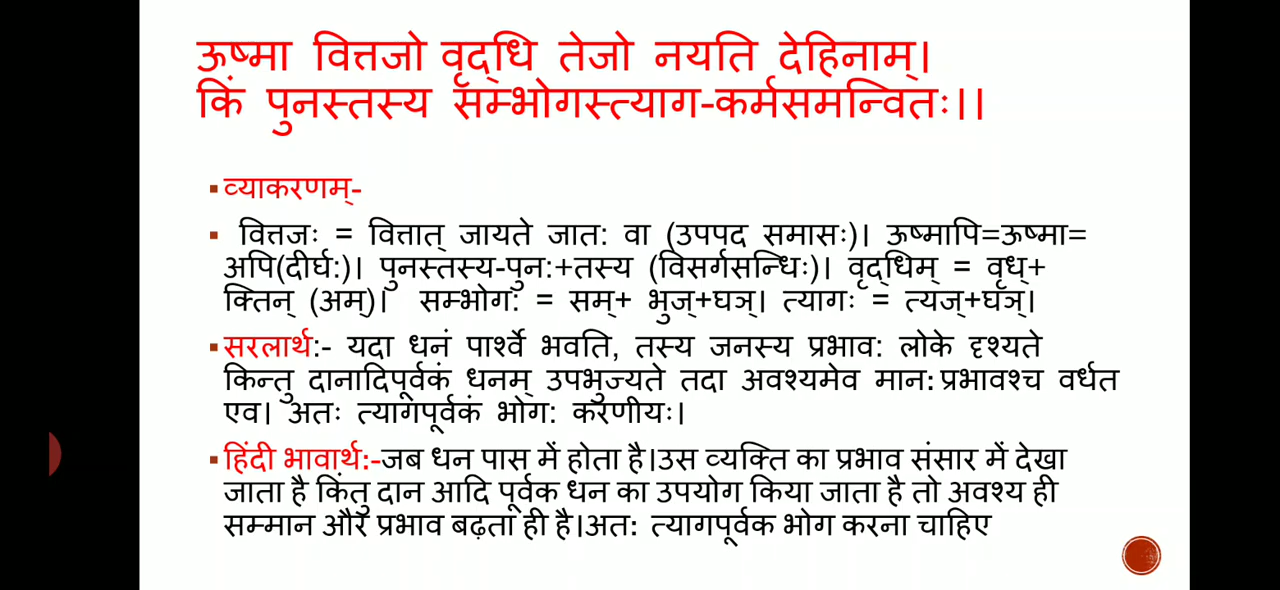 ऊष्मा वित्तजो वृद्धि तेजो नयति देहिनाम्।
किं पुनस्तस्य सम्भोगस्त्याग-कर्मसमन्वितः।।
▪व्याकरणम्-
▪ वित्तजः = वित्तात् जायते जात: वा (उपपद समासः)। ऊष्मापि=ऊष्मा=
अपि(दीर्घ:)। पुनस्तस्य-पुन:+तस्य (विसर्गसन्धिः)। वृद्धिम् = वृध्+
क्तिन् (अम्)। सम्भोग: = सम्+ भुज्+घञ्। त्यागः = त्यज्+घञ्।
▪सरलार्थ:- यदा धनं पार्श्वे भवति, तस्य जनस्य प्रभाव: लोके दृश्यते
किन्तु दानादिपूर्वकं धनम् उपभुज्यते तदा अवश्यमेव मान: प्रभावश्च वर्धत
एव। अतः त्यागपूर्वकं भोग: करणीयः।
▪हिंदी भावार्थ:-जब धन पास में होता है।उस व्यक्ति का प्रभाव संसार में देखा
जाता है किंतु दान आदि पूर्वक धन का उपयोग किया जाता है तो अवश्य ही
सम्मान और प्रभाव बढ़ता ही है।अत: त्यागपूर्वक भोग करना चाहिए